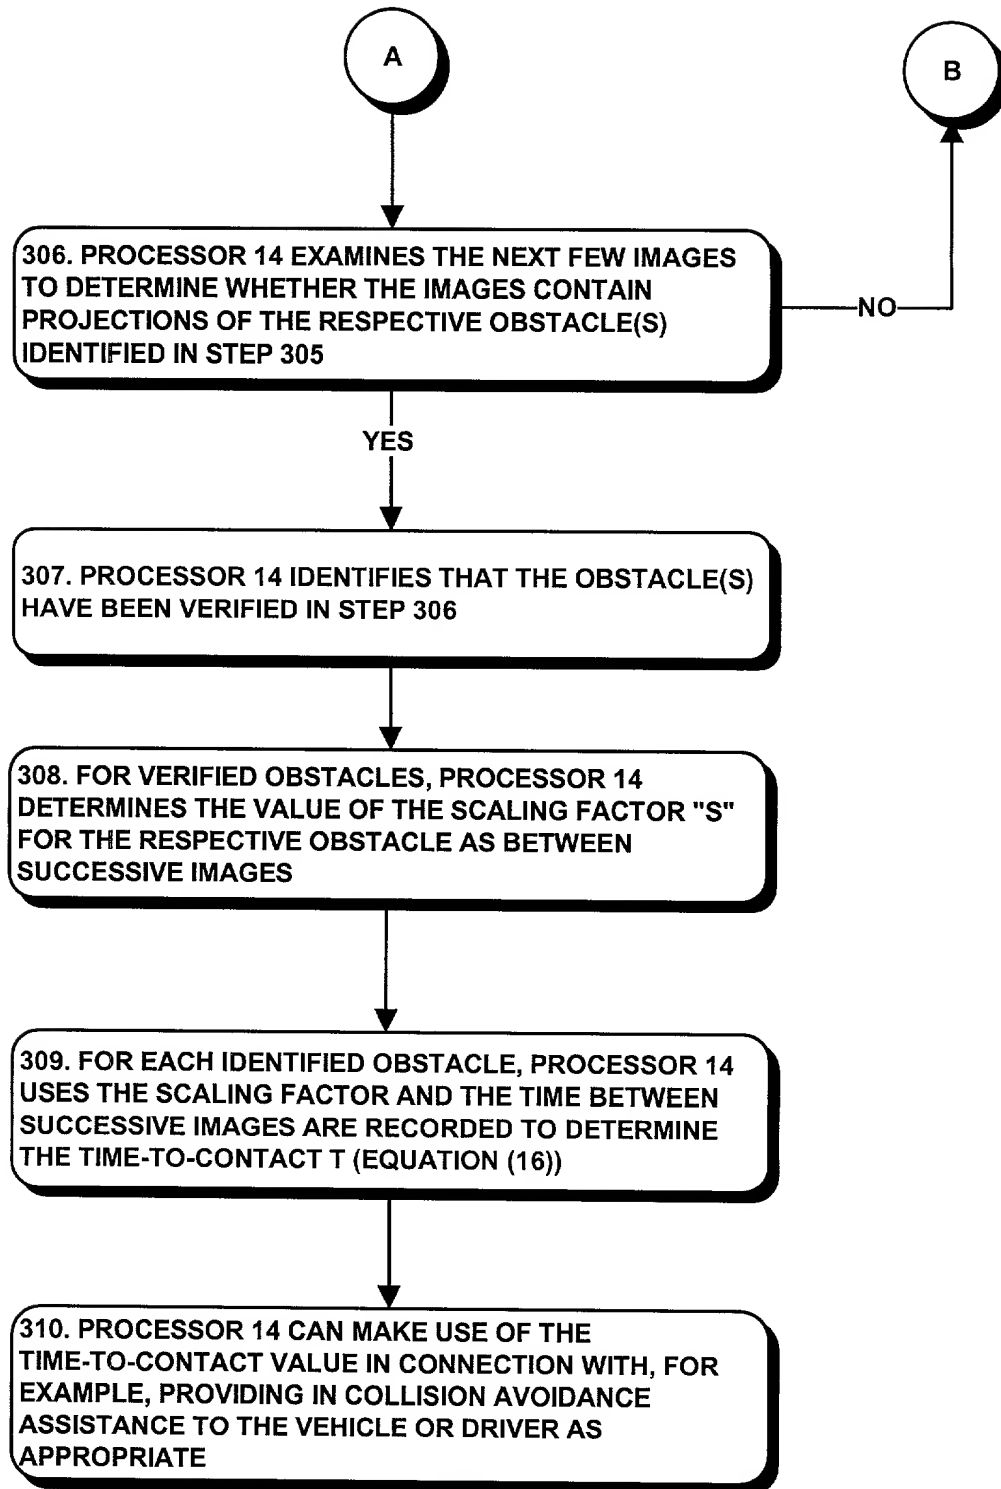 A
B
306. PROCESSOR 14 EXAMINES THE NEXT FEW IMAGES
TO DETERMINE WHETHER THE IMAGES CONTAIN
PROJECTIONS OF THE RESPECTIVE OBSTACLE(S)
IDENTIFIED IN STEP 305
NO
YES
307. PROCESSOR 14 IDENTIFIES THAT THE OBSTACLE(S)
HAVE BEEN VERIFIED IN STEP 306
308. FOR VERIFIED OBSTACLES, PROCESSOR 14
DETERMINES THE VALUE OF THE SCALING FACTOR "S"
FOR THE RESPECTIVE OBSTACLE AS BETWEEN
SUCCESSIVE IMAGES
309. FOR EACH IDENTIFIED OBSTACLE, PROCESSOR 14
USES THE SCALING FACTOR AND THE TIME BETWEEN
SUCCESSIVE IMAGES ARE RECORDED TO DETERMINE
THE TIME-TO-CONTACT T (EQUATION (16))
310. PROCESSOR 14 CAN MAKE USE OF THE
TIME-TO-CONTACT VALUE IN CONNECTION WITH, FOR
EXAMPLE, PROVIDING IN COLLISION AVOIDANCE
ASSISTANCE TO THE VEHICLE OR DRIVER AS
APPROPRIATE